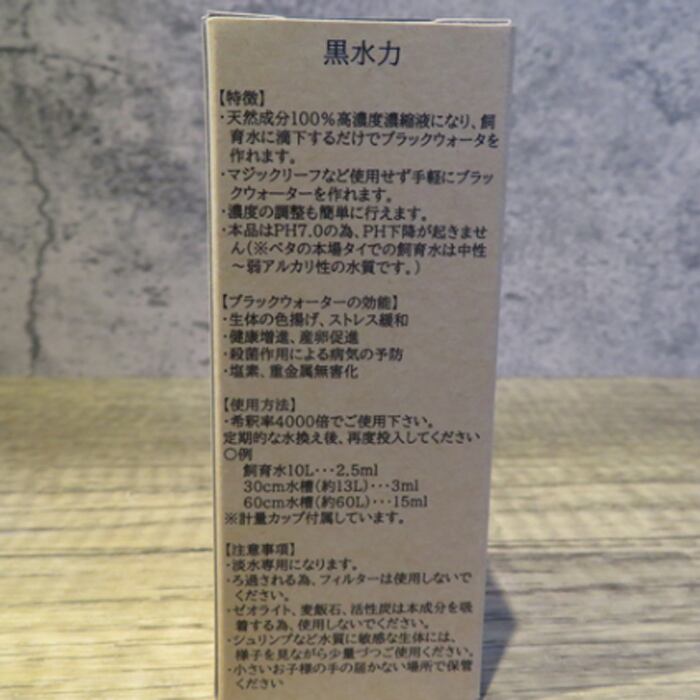 黒水力
【特徴】
・天然成分100%高濃度濃縮液になり、飼
育水に滴下するだけでブラックウォータを
作れます。
・マジックリーフなど使用せず手軽にブラッ
クウォーターを作れます。
・濃度の調整も簡単に行えます。
・本品はPH7.0の為、PH下降が起きませ
ん(※ベタの本場タイでの飼育水は中性
～弱アルカリ性の水質です。)
【ブラックウォーターの効能】
・生体の色揚げ、ストレス緩和
・健康増進、産卵促進
・殺菌作用による病気の予防
・塩素、重金属無害化
【使用方法】
・希釈率4000倍でご使用下さい。
定期的な水換え後、再度投入してください
○例
飼育水10L・・・2.5ml
30cm水槽(約13L)・・・3ml
60cm水槽(約60L)・・・15ml
※計量カップ付属しています。
【注意事項】
・淡水専用になります。
・ろ過される為、フィルターは使用しないで
ください。
・ゼオライト、麦飯石、活性炭は本成分を吸
着する為、使用しないでください。
・シュリンプなど水質に敏感な生体には、
様子を見ながら少量づつご使用ください。
・小さいお子様の手の届かない場所で保管
ください